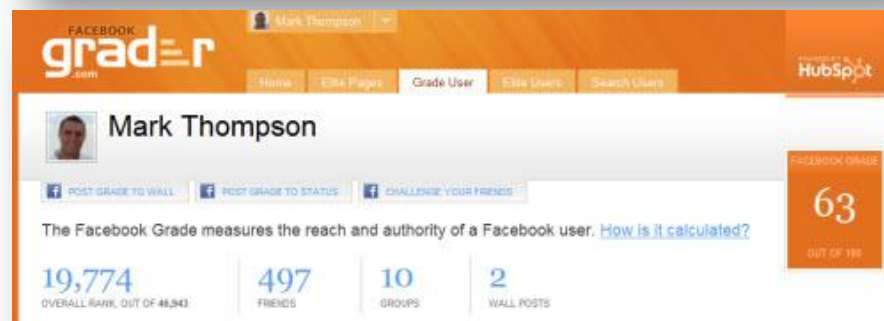 FACEBOOK
grader
.com
Mark Thompson
Home Elite Pages Grade User Elite Users Search Users
HubSpot
Mark Thompson
FACEBOOK GRADE
63
OUT OF 100
POST GRADE TO WALL POST GRADE TO STATUS CHALLENGE YOUR FRIENDS
The Facebook Grade measures the reach and authority of a Facebook user. How is it calculated?
19,774 497 10 2
OVERALL RANK, OUT OF 46,943 FRIENDS GROUPS WALL POSTS